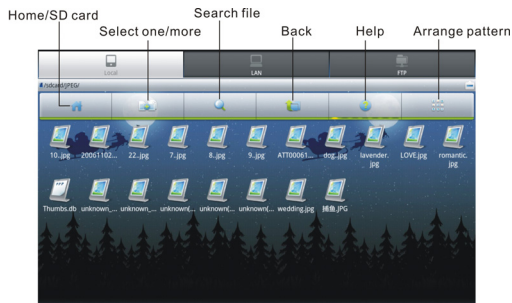 Home/SD card
Search file
Select one/more
Back
Help
Arrange pattern
Local
LAN
FTP
/sdcard/JPEG/
10..jpg
20061102...
22..jpg
7..jpg
8..jpg
9..jpg
ATT00061...
dog..jpg
lavender.
jpg
LOVE.jpg
romantic.
jpg
Thumbs.db
unknown_...
unknown_...
unknown(...
unknown(...
unknown(...
wedding.jpg
捕鱼.JPG